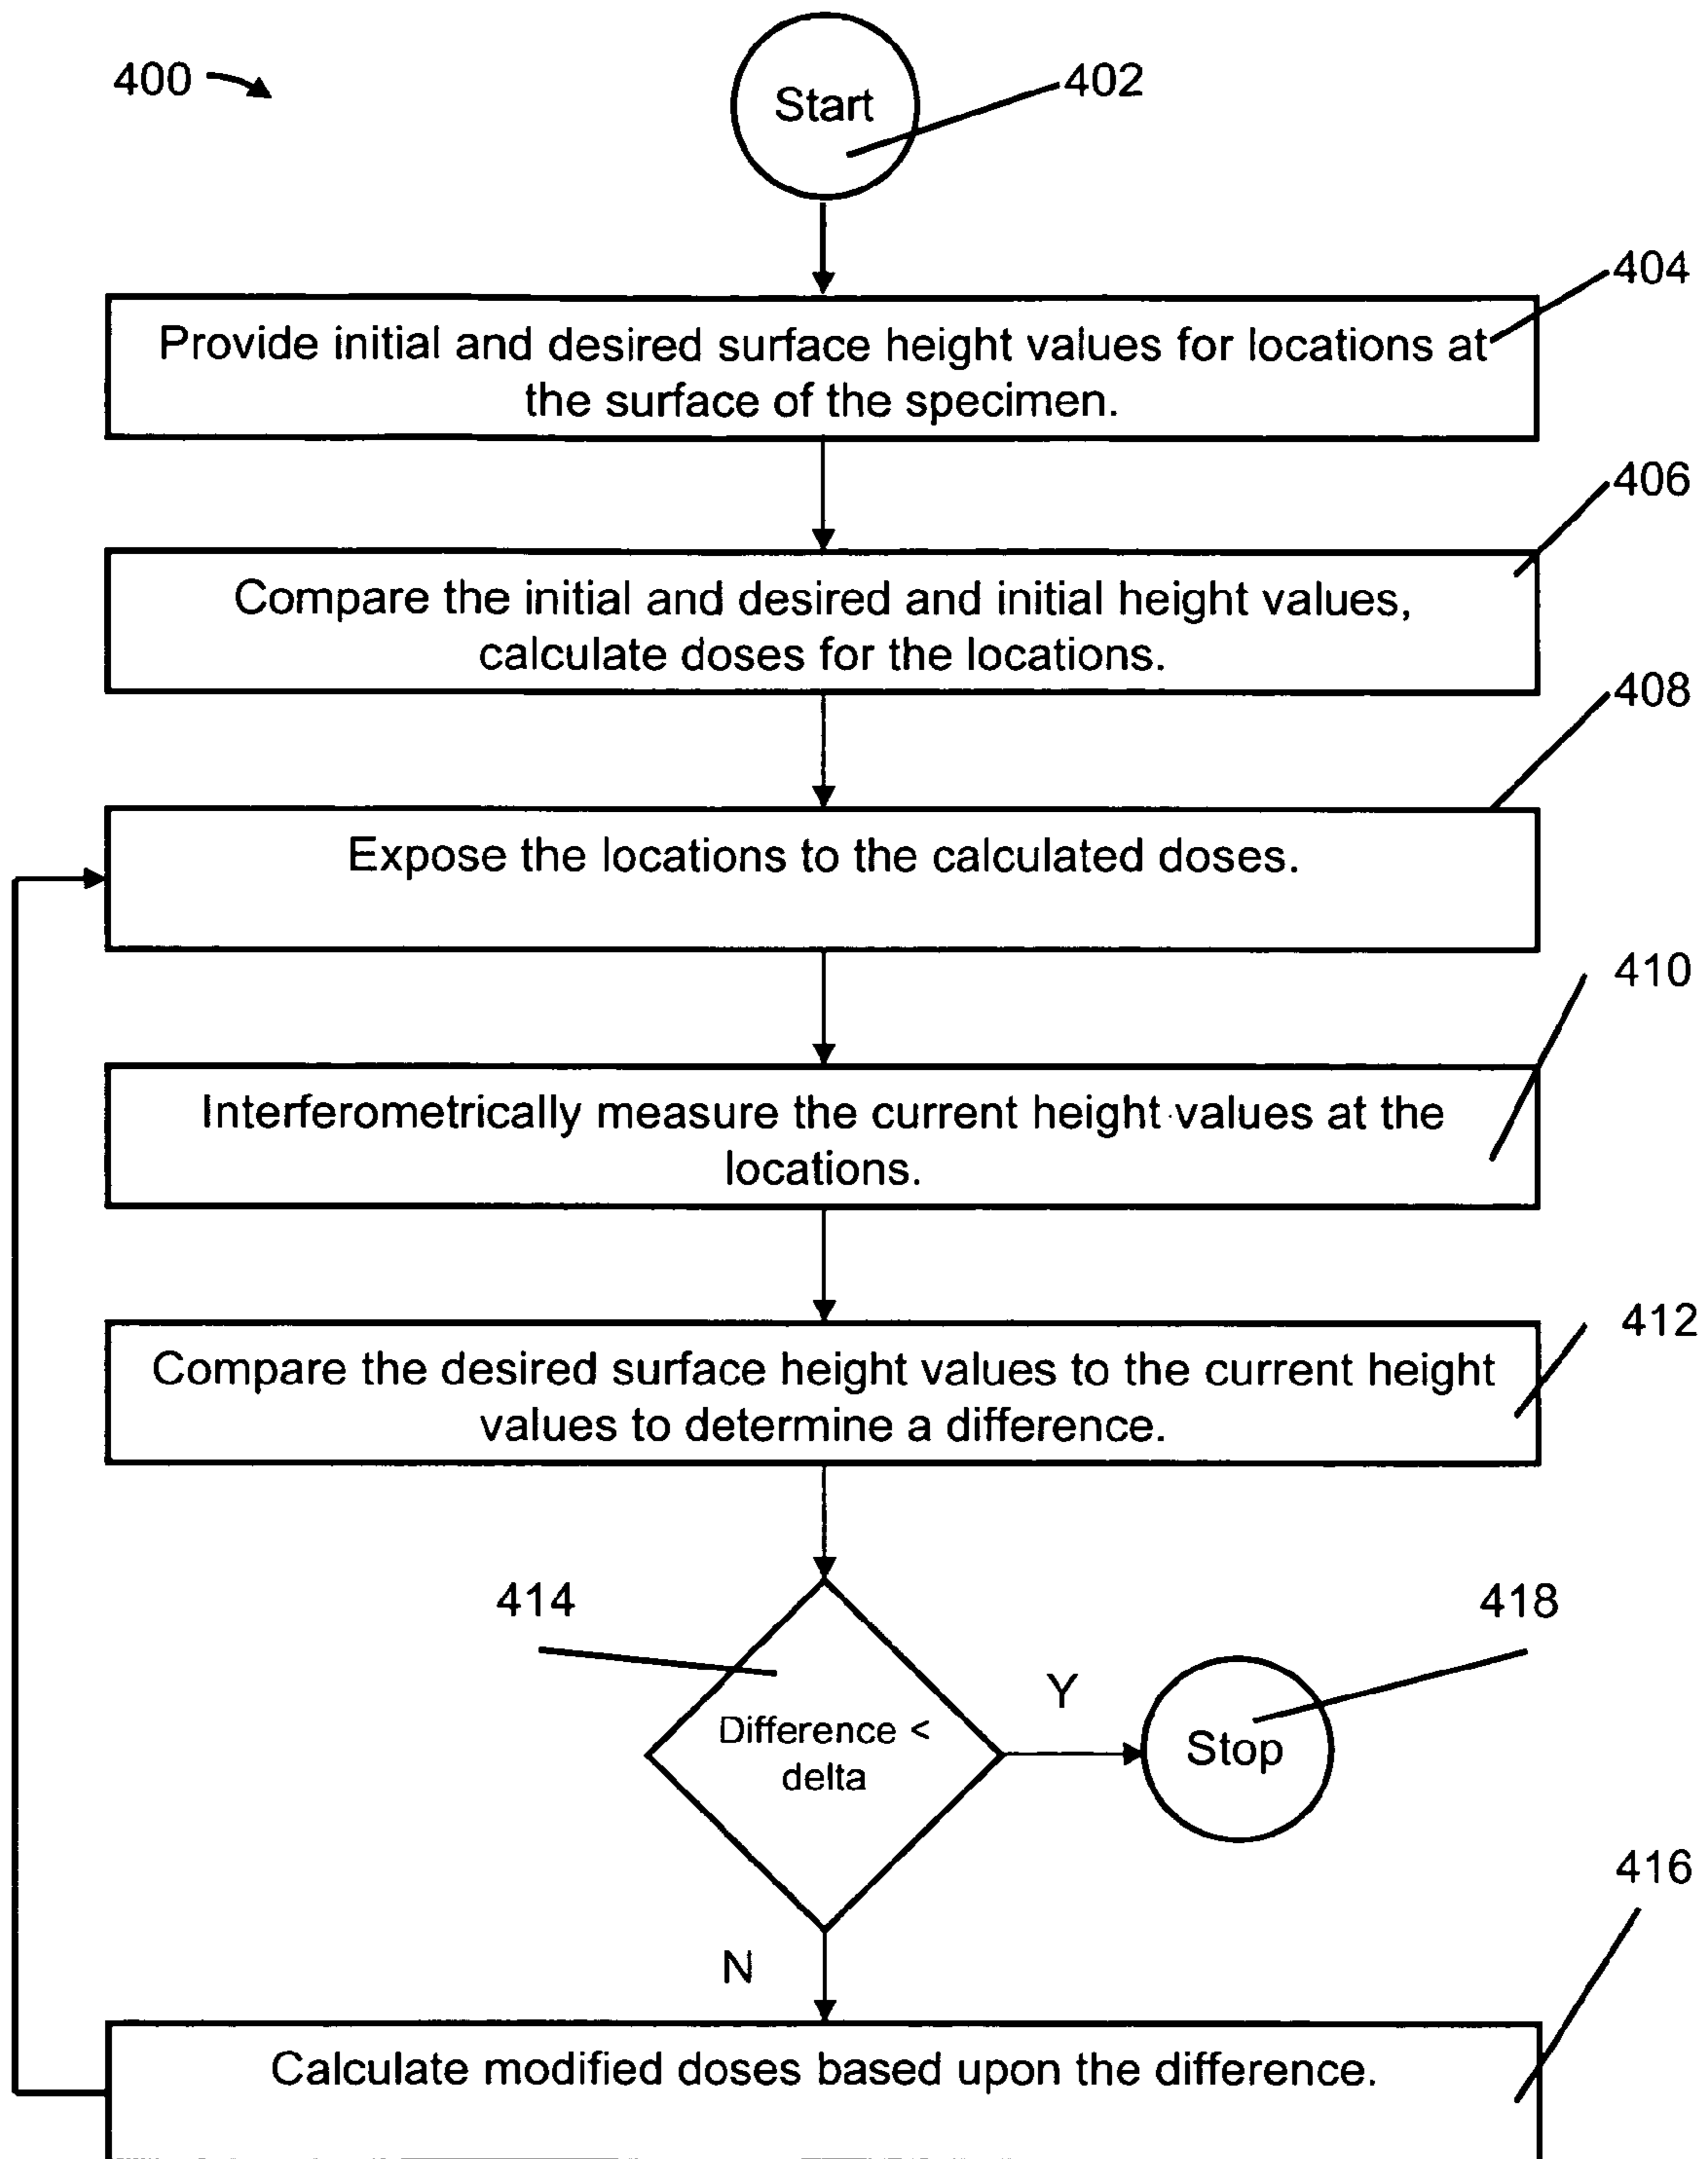 400
Start
402
404
Provide initial and desired surface height values for locations at
the surface of the specimen.
406
Compare the initial and desired and initial height values,
calculate doses for the locations.
408
Expose the locations to the calculated doses.
410
Interferometrically measure the current height values at the
locations.
412
Compare the desired surface height values to the current height
values to determine a difference.
414
418
Y
Difference <
delta
Stop
416
N
Calculate modified doses based upon the difference.